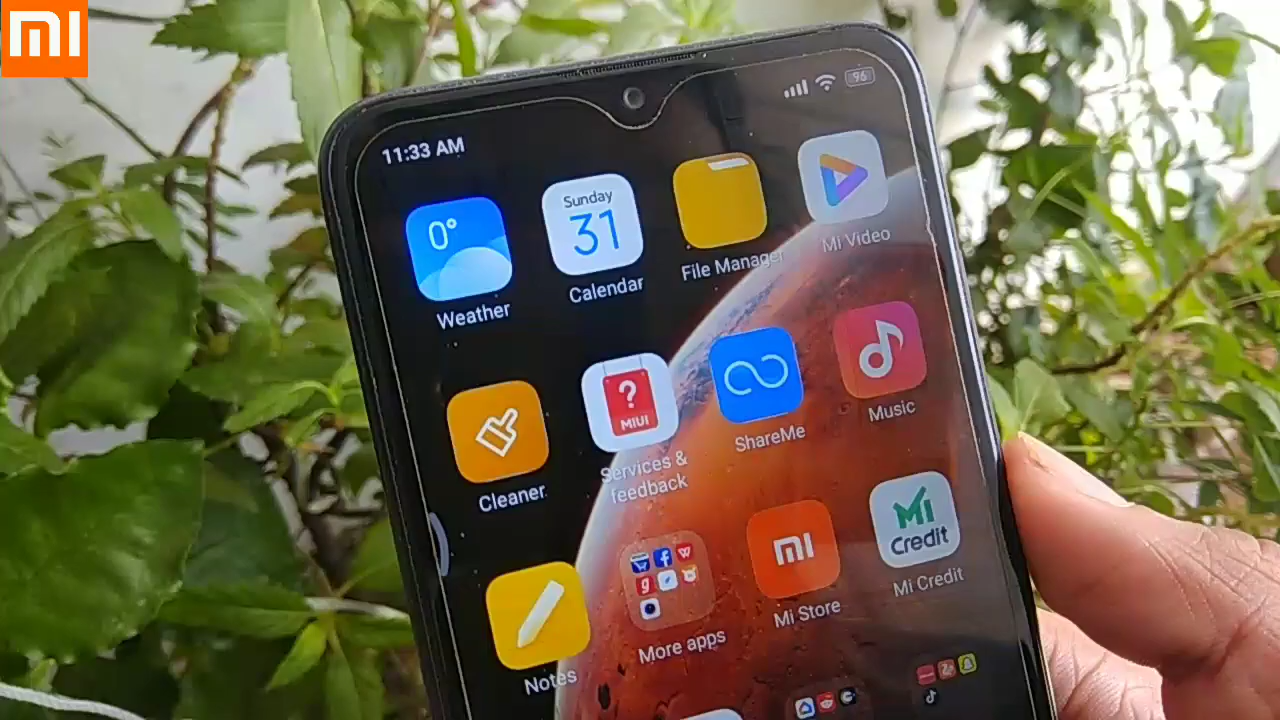 mi
11:33 AM
96
0°
Weather
Sunday
31
Calendar
File Manager
Mi Video
Cleaner
?
MIUI
Services &
feedback
ShareMe
Music
Notes
More apps
mi
Mi Store
Mi
Credit
Mi Credit